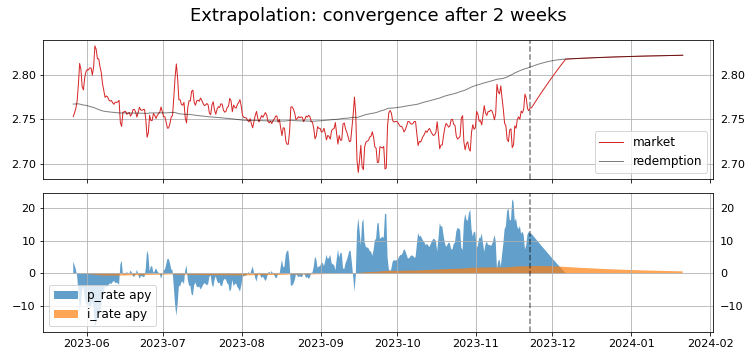 Extrapolation: convergence after 2 weeks
2.80 2.80
2.75 2.75
2.70 2.70
market
redemption
20 20
10 10
0 0
−10 −10
p_rate apy
i_rate apy
2023-06 2023-07 2023-08 2023-09 2023-10 2023-11 2023-12 2024-01 2024-02